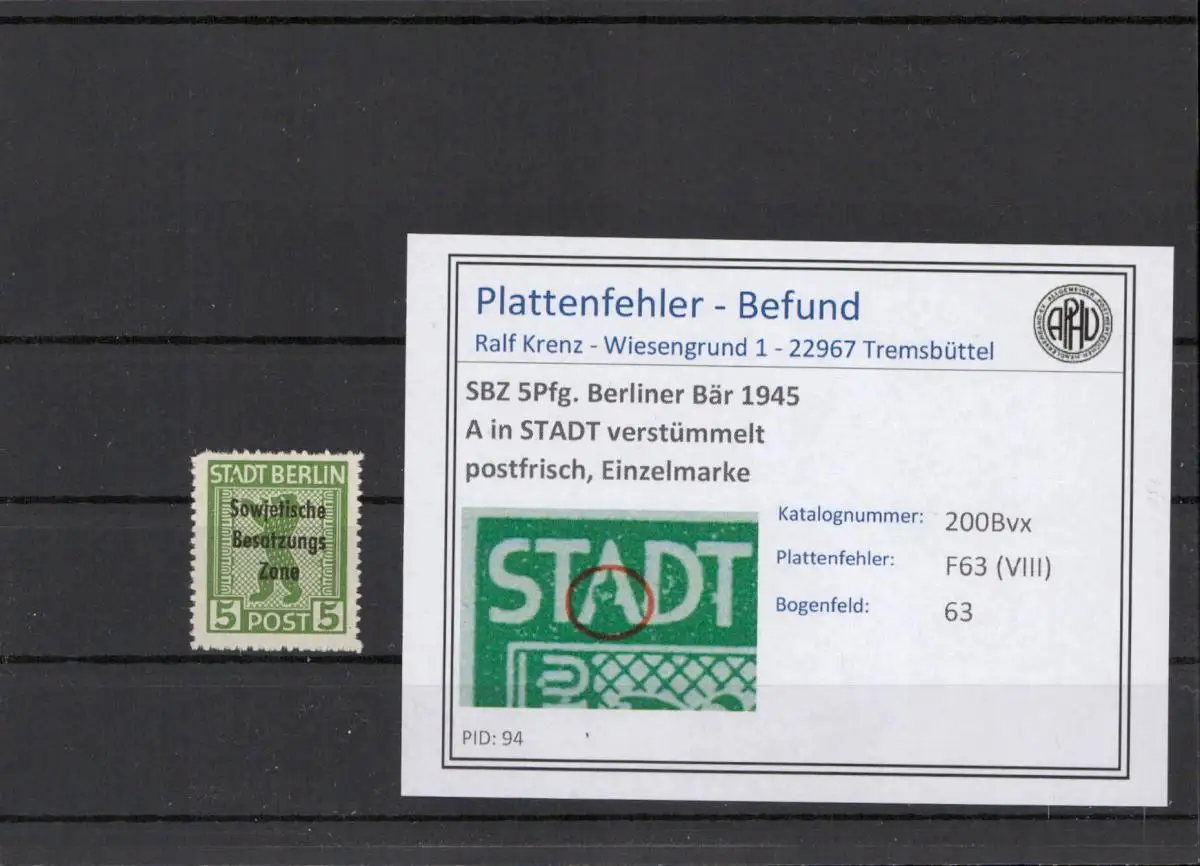 STADT BERLIN
Sowjetische
Besatzungs
Zone
5 POST 5
Plattenfehler - Befund
Ralf Krenz - Wiesengrund 1 - 22967 Tremsbüttel
APHV
SBZ 5Pfg. Berliner Bär 1945
A in STADT verstümmelt
postfrisch, Einzelmarke
STADT
Katalognummer: 200Bvx
Plattenfehler: F63 (VIII)
Bogenfeld: 63
PID: 94